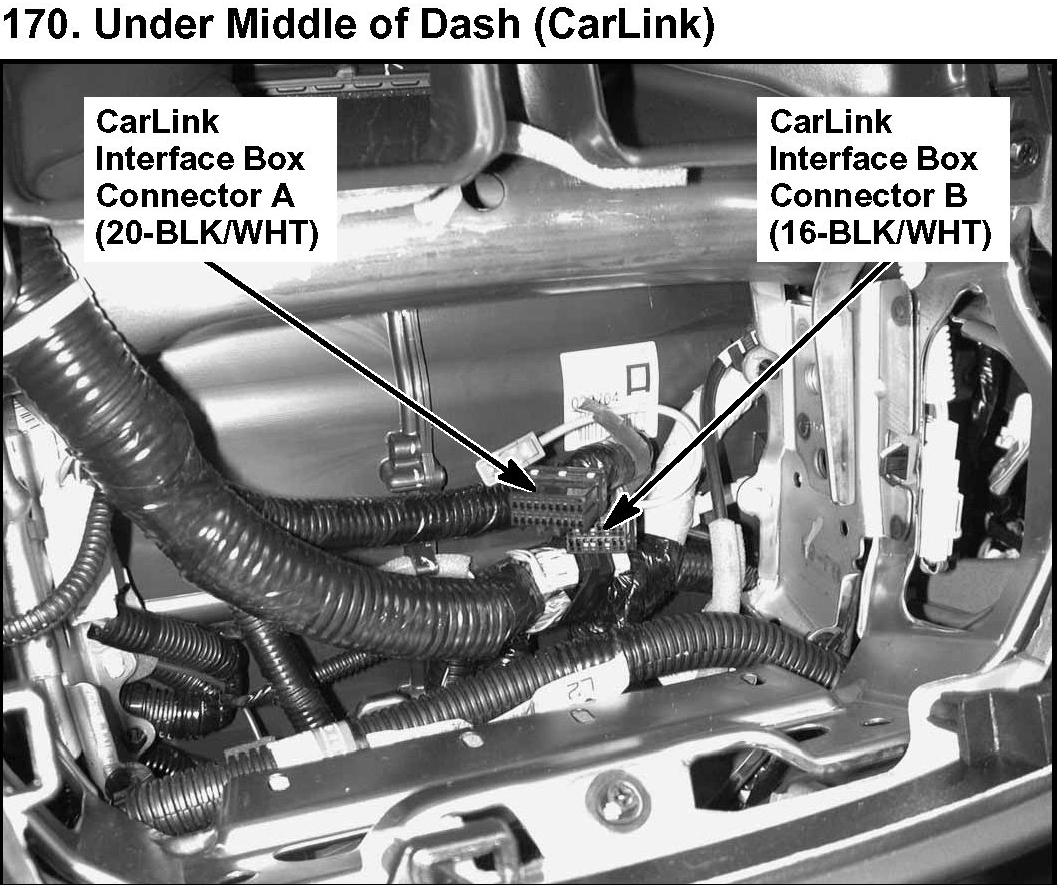 170. Under Middle of Dash (CarLink)
CarLink
Interface Box
Connector A
(20-BLK/WHT)
CarLink
Interface Box
Connector B
(16-BLK/WHT)